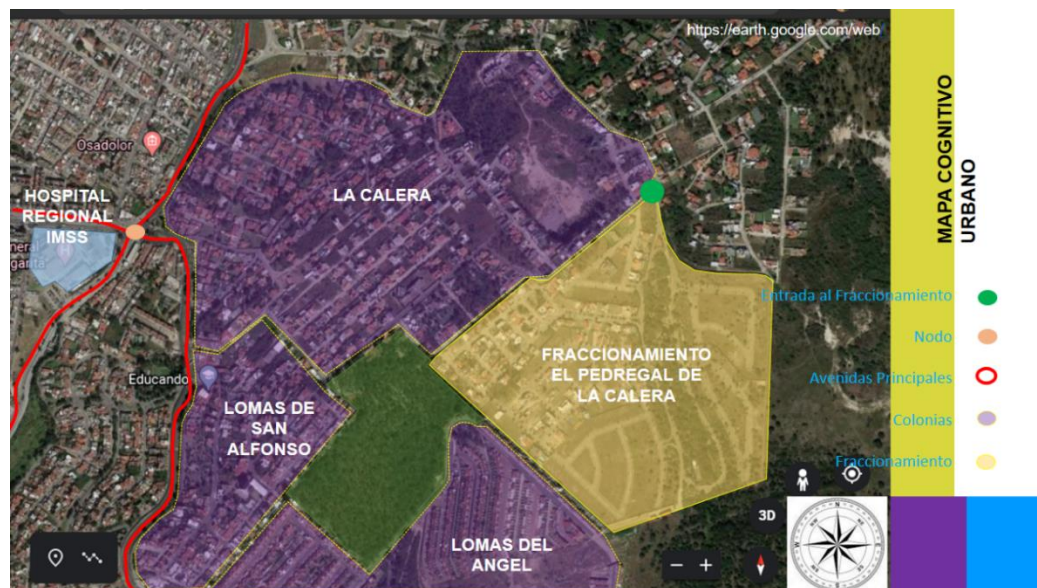 https://earth.google.com/web
Osadolor
HOSPITAL
REGIONAL
IMSS
LA CALERA
FRACCIONAMIENTO
EL PEDREGAL DE
LA CALERA
Educando
LOMAS DE
SAN
ALFONSO
LOMAS DEL
ANGEL
3D
MAPA COGNITIVO
URBANO
Entrada al Fraccionamiento
Nodo
Avenidas Principales
Colonias
Fraccionamiento